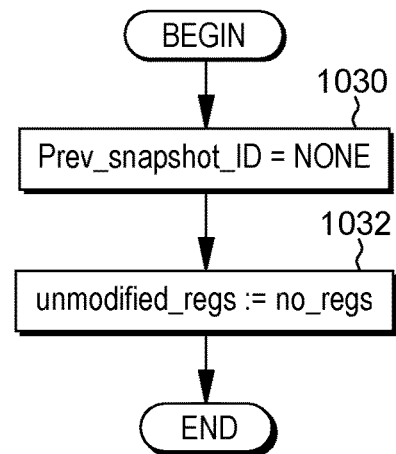 BEGIN
1030
Prev_snapshot_ID = NONE
1032
unmodified_regs := no_regs
END